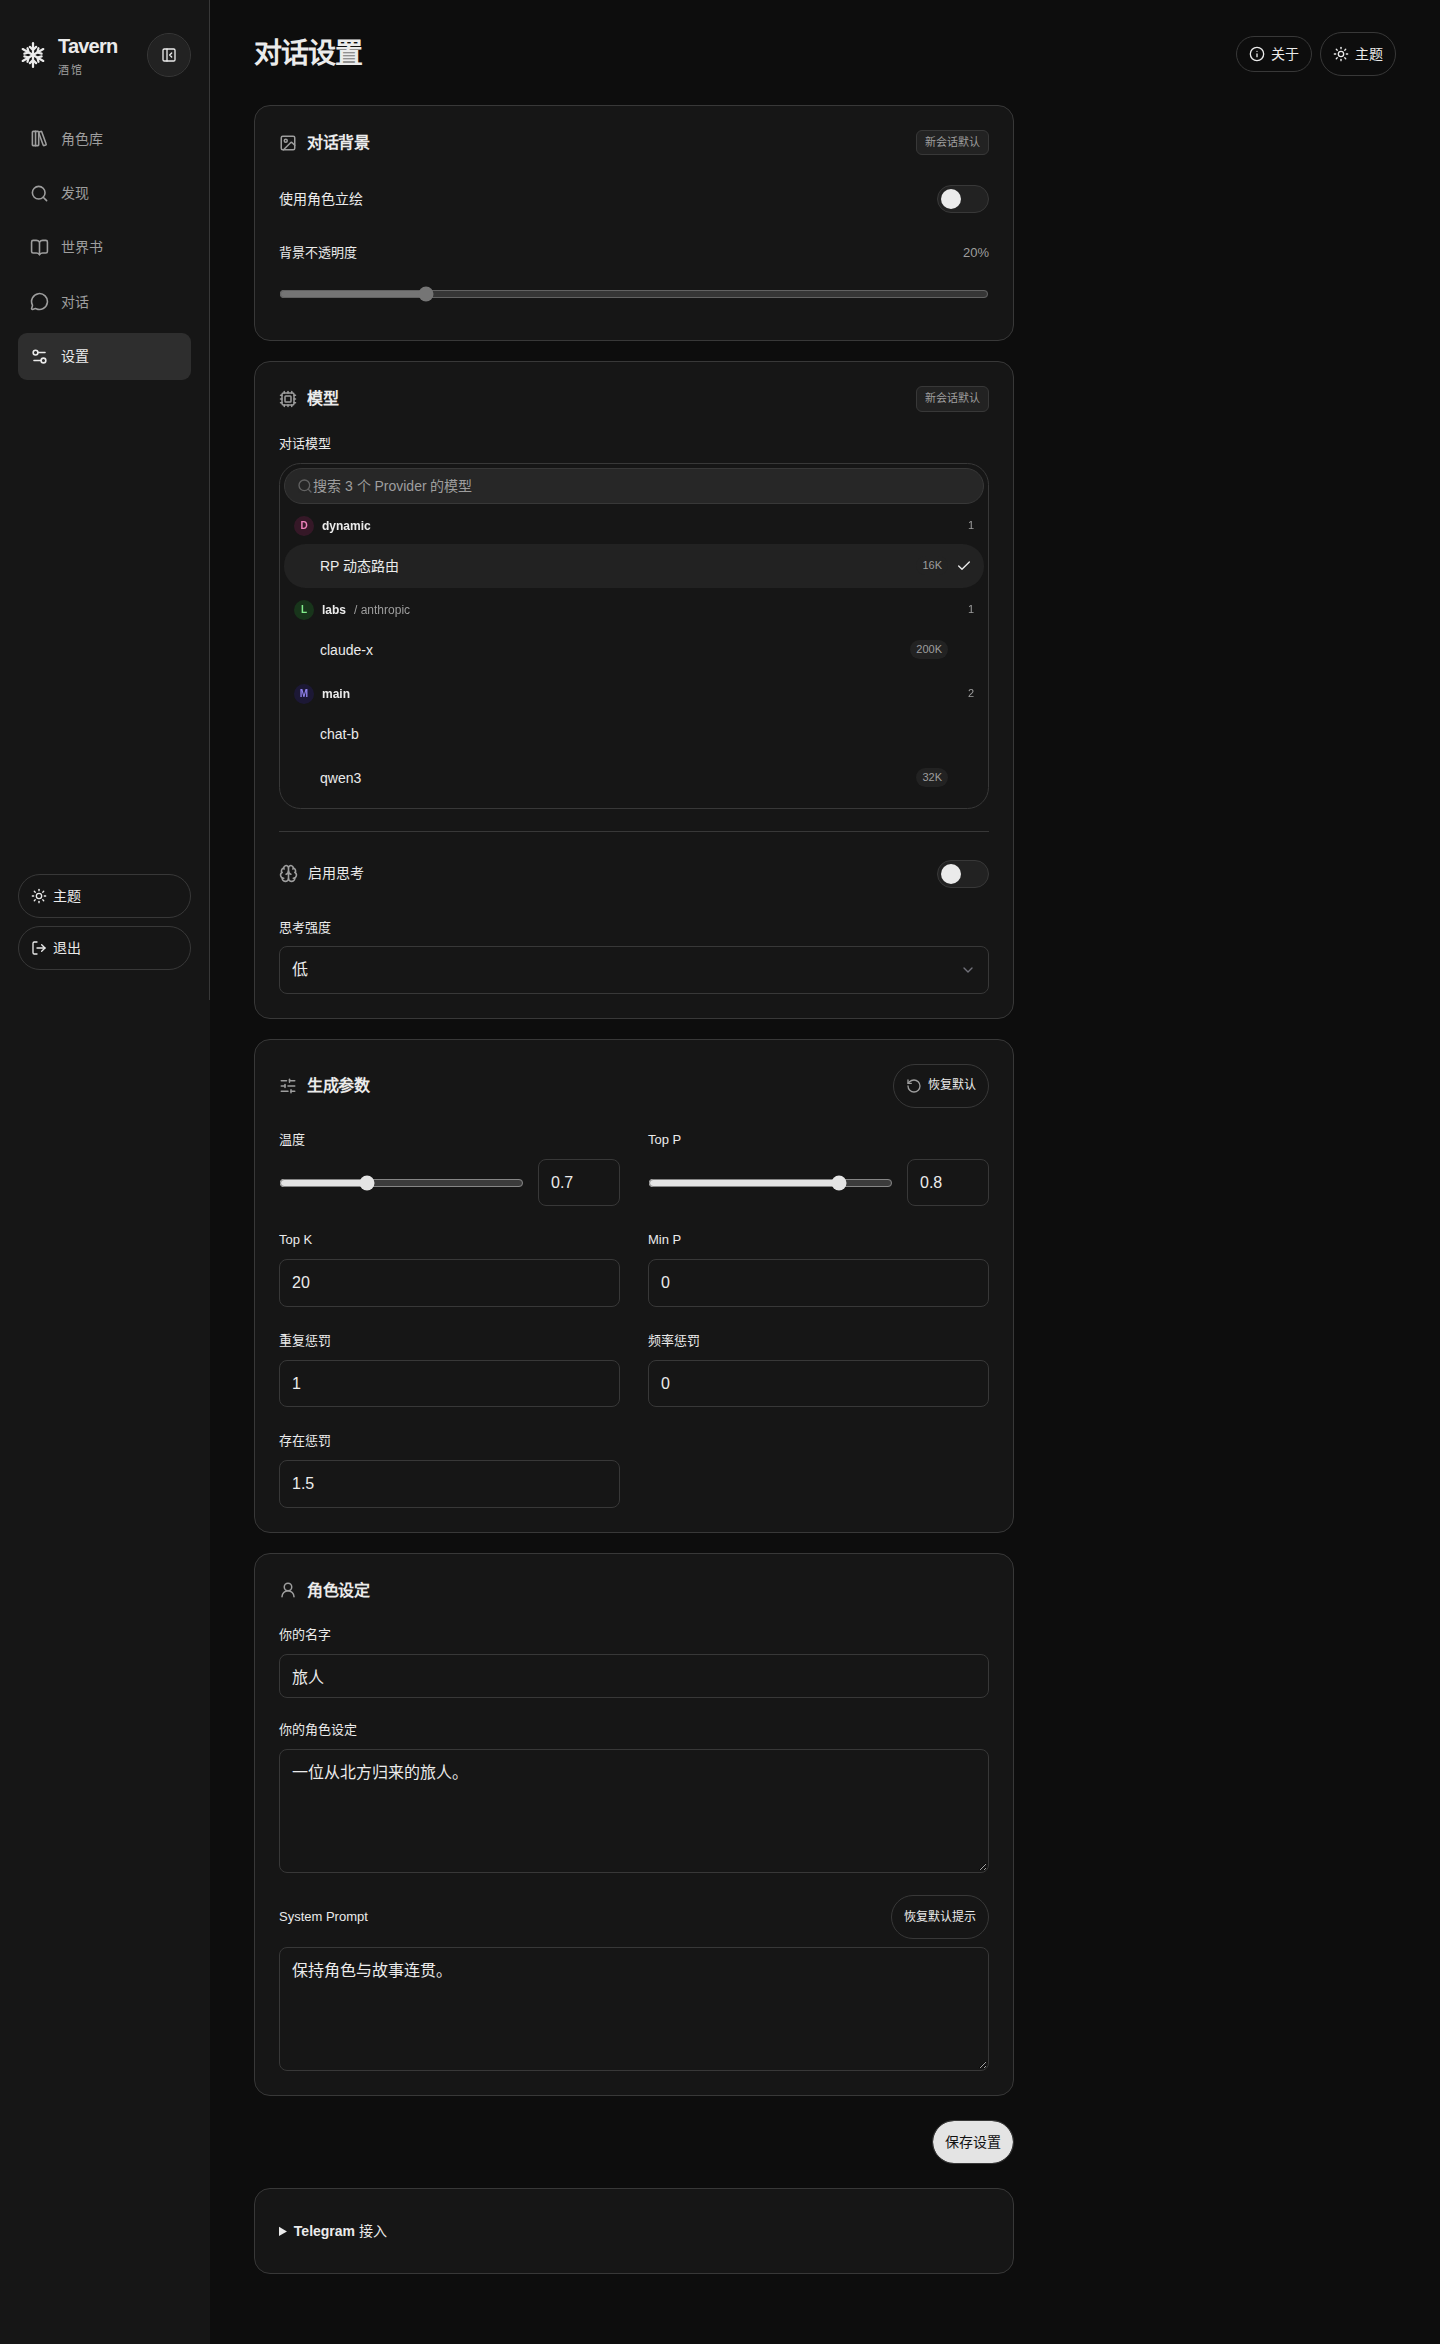 Tavern
酒馆
角色库
发现
世界书
对话
设置
主题
退出
对话设置
关于
主题
对话背景
新会话默认
使用角色立绘
背景不透明度
20%
模型
新会话默认
对话模型
搜索 3 个 Provider 的模型
D dynamic 1
RP 动态路由 16K
L labs / anthropic 1
claude-x 200K
M main 2
chat-b
qwen3 32K
启用思考
思考强度
低
生成参数
恢复默认
温度
0.7
Top P
0.8
Top K
20
Min P
0
重复惩罚
1
频率惩罚
0
存在惩罚
1.5
角色设定
你的名字
旅人
你的角色设定
一位从北方归来的旅人。
System Prompt
恢复默认提示
保持角色与故事连贯。
保存设置
Telegram 接入